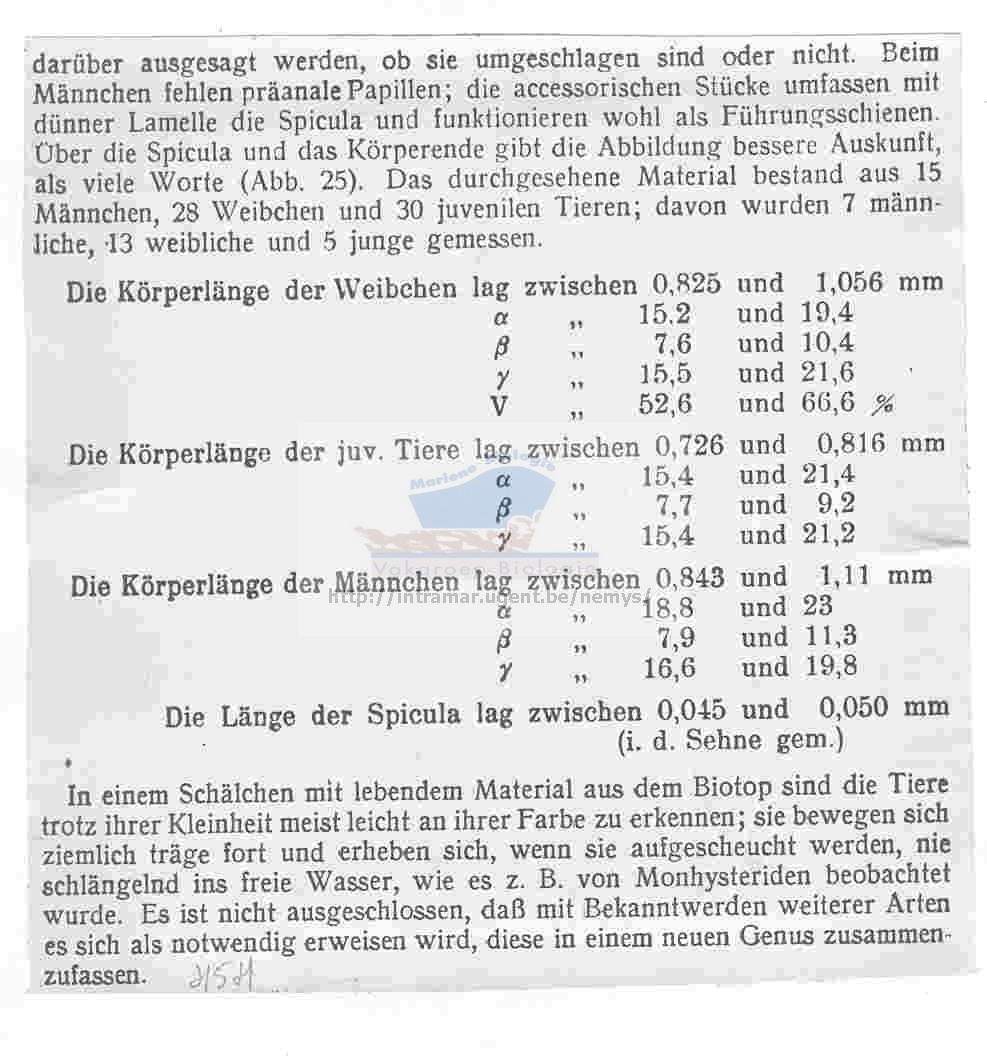 darüber ausgesagt werden, ob sie umgeschlagen sind oder nicht. Beim
Männchen fehlen präanale Papillen; die accessorischen Stücke umfassen mit
dünner Lamelle die Spicula und funktionieren wohl als Führungsschienen.
Über die Spicula und das Körperende gibt die Abbildung bessere Auskunft,
als viele Worte (Abb. 25). Das durchgesehene Material bestand aus 15
Männchen, 28 Weibchen und 30 juvenilen Tieren; davon wurden 7 männ-
liche, 13 weibliche und 5 junge gemessen.
Die Körperlänge der Weibchen lag zwischen 0,825 und 1,056 mm
α „ 15,2 und 19,4
β „ 7,6 und 10,4
γ „ 15,5 und 21,6
V „ 52,6 und 66,6 %
Die Körperlänge der juv. Tiere lag zwischen 0,726 und 0,816 mm
α „ 15,4 und 21,4
β „ 7,7 und 9,2
γ „ 15,4 und 21,2
Mariene Biologie
Vakgroep Biologie
http://intramar.ugent.be/nemys/
Die Körperlänge der Männchen lag zwischen 0,843 und 1,11 mm
α „ 18,8 und 23
β „ 7,9 und 11,3
γ „ 16,6 und 19,8
Die Länge der Spicula lag zwischen 0,045 und 0,050 mm
(i. d. Sehne gem.)
In einem Schälchen mit lebendem Material aus dem Biotop sind die Tiere
trotz ihrer Kleinheit meist leicht an ihrer Farbe zu erkennen; sie bewegen sich
ziemlich träge fort und erheben sich, wenn sie aufgescheucht werden, nie
schlängelnd ins freie Wasser, wie es z. B. von Monhysteriden beobachtet
wurde. Es ist nicht ausgeschlossen, daß mit Bekanntwerden weiterer Arten
es sich als notwendig erweisen wird, diese in einem neuen Genus zusammen-
zufassen.